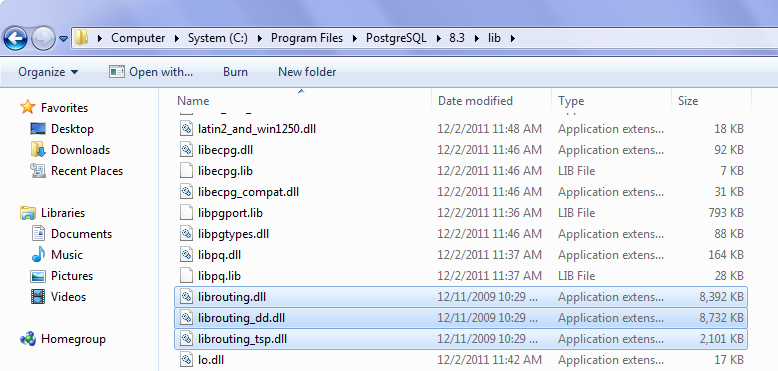 Computer ▸ System (C:) ▸ Program Files ▸ PostgreSQL ▸ 8.3 ▸ lib ▸
Organize ▾ Open with... Burn New folder
Favorites
Desktop
Downloads
Recent Places
Libraries
Documents
Music
Pictures
Videos
Homegroup
Name Date modified Type Size
latin2_and_win1250.dll 12/2/2011 11:48 AM Application extens... 18 KB
libecpg.dll 12/2/2011 11:46 AM Application extens... 92 KB
libecpg.lib 12/2/2011 11:46 AM LIB File 7 KB
libecpg_compat.dll 12/2/2011 11:46 AM Application extens... 31 KB
libpgport.lib 12/2/2011 11:36 AM LIB File 793 KB
libpgtypes.dll 12/2/2011 11:46 AM Application extens... 88 KB
libpq.dll 12/2/2011 11:37 AM Application extens... 164 KB
libpq.lib 12/2/2011 11:37 AM LIB File 28 KB
librouting.dll 12/11/2009 10:29 ... Application extens... 8,392 KB
librouting_dd.dll 12/11/2009 10:29 ... Application extens... 8,732 KB
librouting_tsp.dll 12/11/2009 10:29 ... Application extens... 2,101 KB
lo.dll 12/2/2011 11:42 AM Application extens... 17 KB